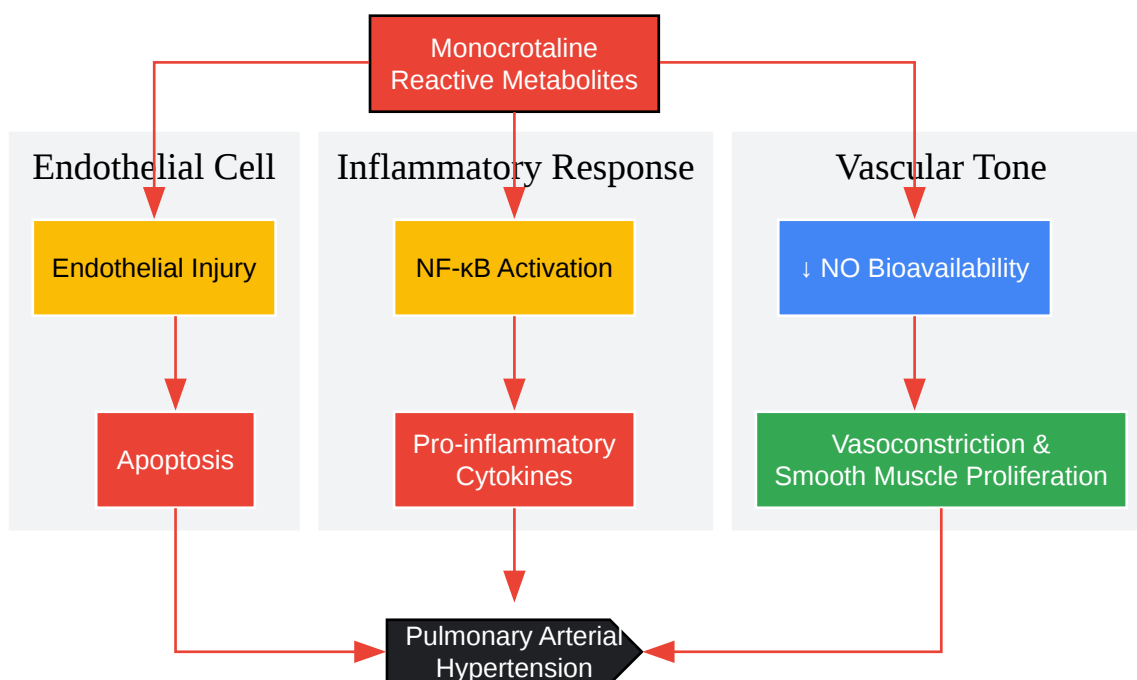 Monocrotaline
Reactive Metabolites
Endothelial Cell
Inflammatory Response
Vascular Tone
Endothelial Injury
NF-κB Activation
↓ NO Bioavailability
Apoptosis
Pro-inflammatory
Cytokines
Vasoconstriction &
Smooth Muscle Proliferation
Pulmonary Arterial
Hypertension